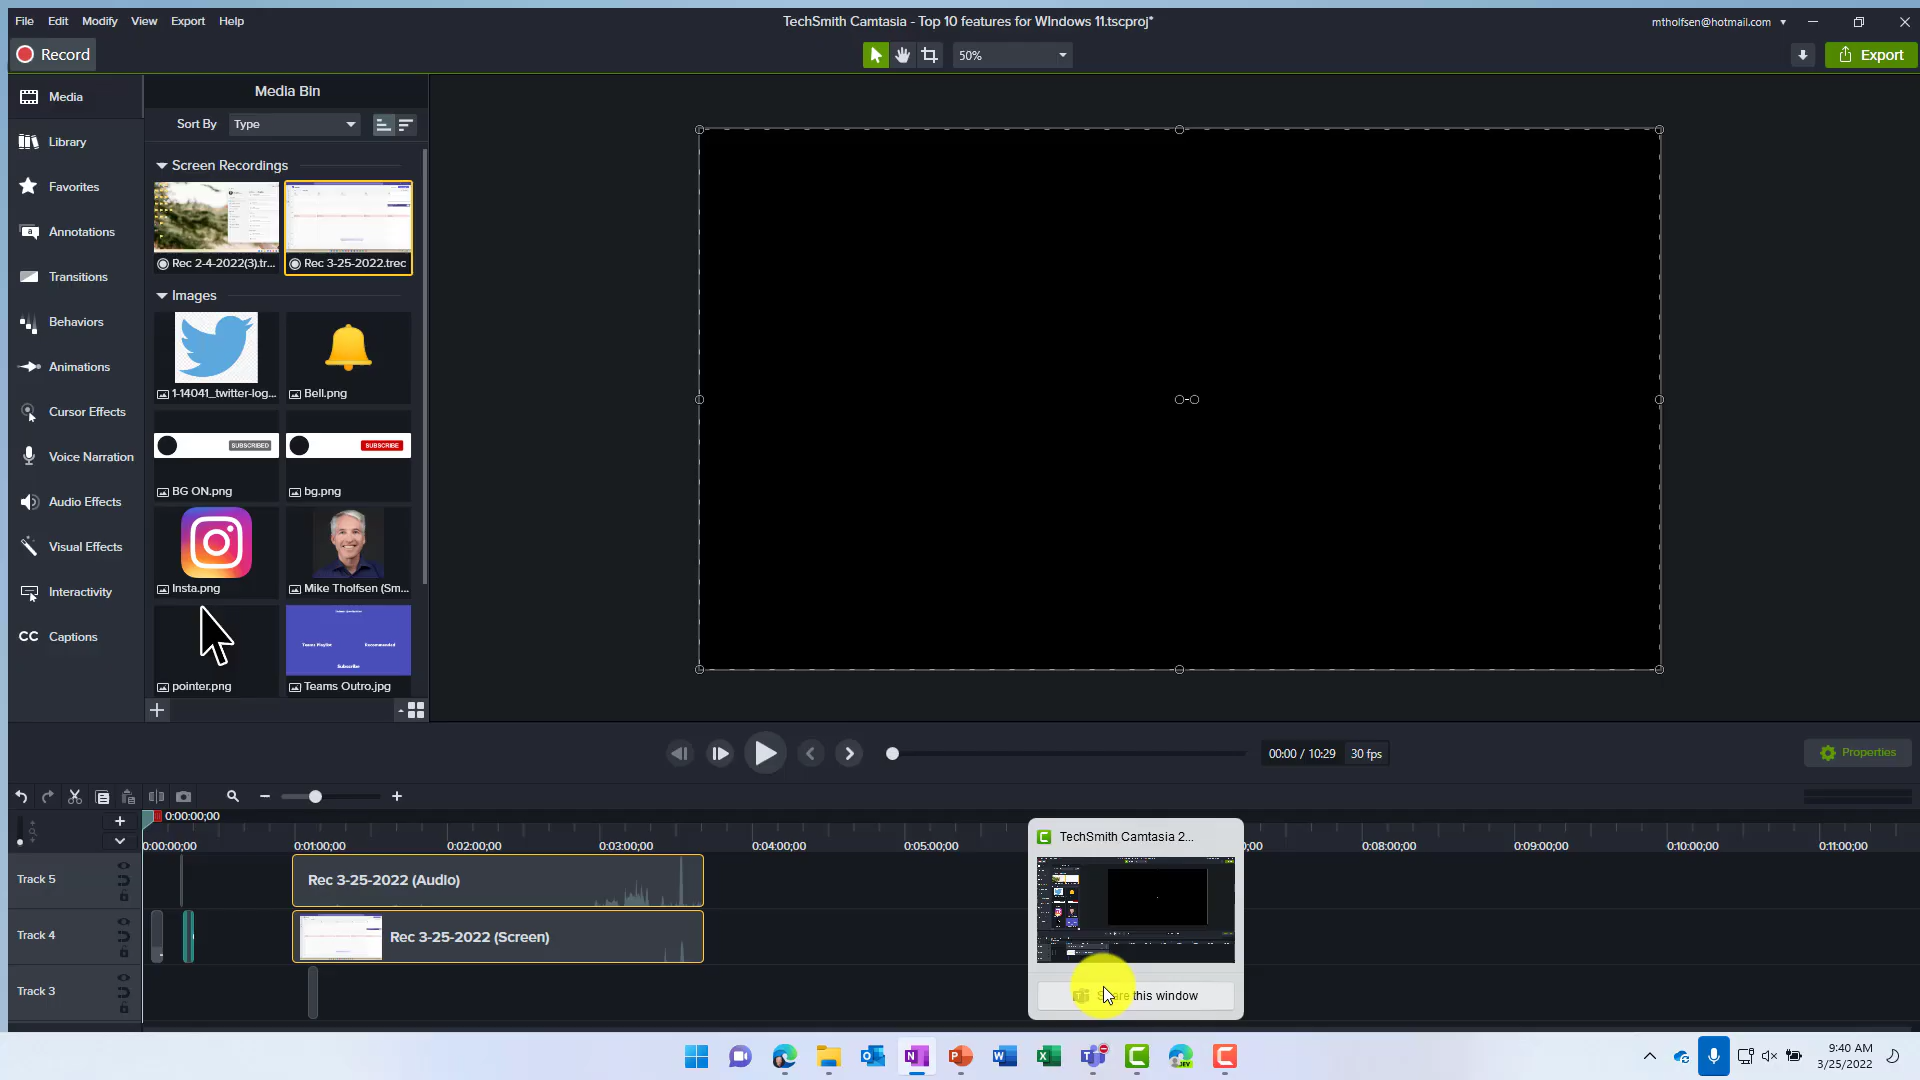 File Edit Modify View Export Help
TechSmith Camtasia - Top 10 features for WIndows 11.tscproj*
mtholfsen@hotmail.com
Record
50%
Export
Media
Library
Favorites
Annotations
Transitions
Behaviors
Animations
Cursor Effects
Voice Narration
Audio Effects
Visual Effects
Interactivity
CC Captions
Media Bin
Sort By Type
Screen Recordings
Rec 2-4-2022(3).tr...
Rec 3-25-2022.trec
Images
1-14041_twitter-log...
Bell.png
SUBSCRIBED
SUBSCRIBE
BG ON.png
bg.png
Insta.png
Mike Tholfsen (Sm...
Teams Playlist Recommended
Subscribe
pointer.png
Teams Outro.jpg
00:00 / 10:29 30 fps
Properties
0:00:00;00
0:00:00;00 0:01:00;00 0:02:00;00 0:03:00;00 0:04:00;00 0:05:00;00 00;00 0:08:00;00 0:09:00;00 0:10:00;00 0:11:00;00
Track 5
Rec 3-25-2022 (Audio)
Track 4
Rec 3-25-2022 (Screen)
Track 3
TechSmith Camtasia 2...
Share this window
9:40 AM
3/25/2022